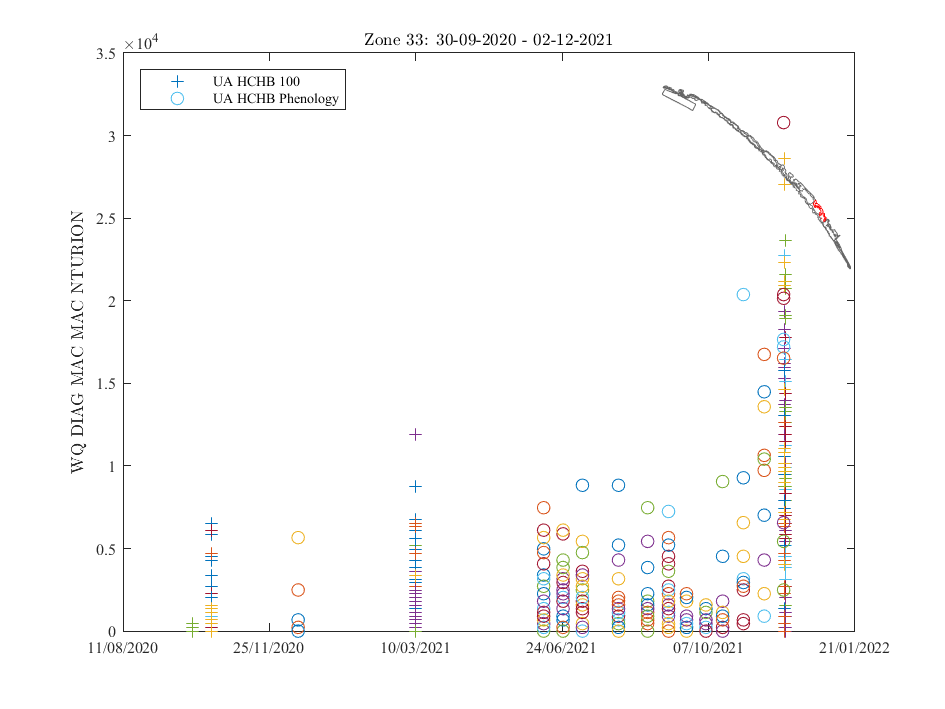 Zone 33: 30-09-2020 - 02-12-2021
×10⁴
3.5
3
2.5
2
1.5
1
0.5
0
WQ DIAG MAC MAC NTURION
UA HCHB 100
UA HCHB Phenology
11/08/2020 25/11/2020 10/03/2021 24/06/2021 07/10/2021 21/01/2022